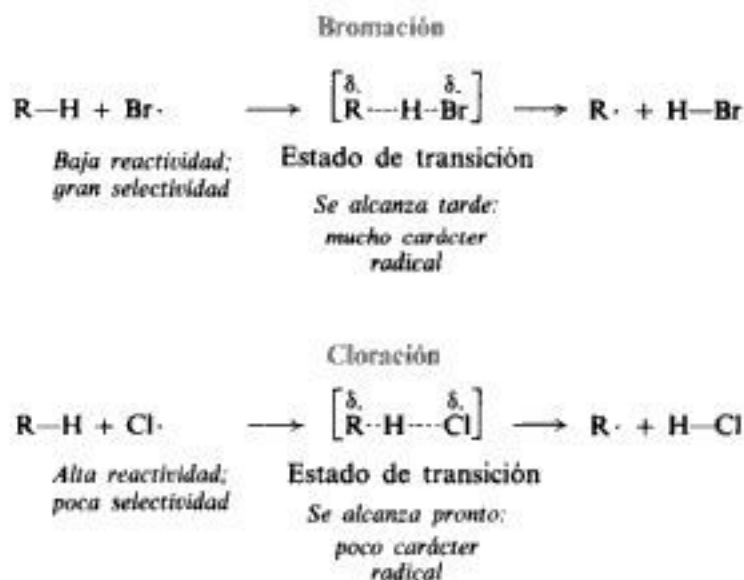 Bromación
δ. δ.
R—H + Br· ⟶ [R----H--Br] ⟶ R· + H—Br
Baja reactividad; Estado de transición
gran selectividad
Se alcanza tarde:
mucho carácter
radical
Cloración
δ. δ.
R—H + Cl· ⟶ [R--H----Cl] ⟶ R· + H—Cl
Alta reactividad; Estado de transición
poca selectividad
Se alcanza pronto:
poco carácter
radical